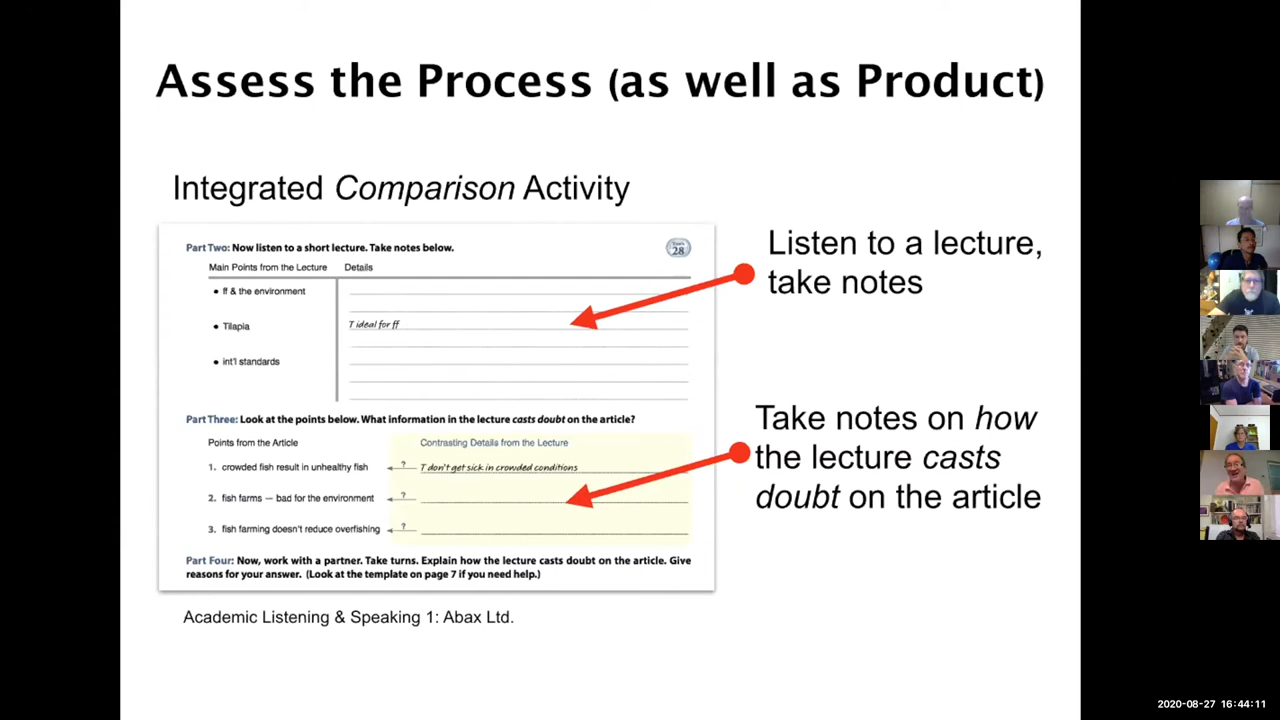 Assess the Process (as well as Product)
Integrated Comparison Activity
Part Two: Now listen to a short lecture. Take notes below.
28
Main Points from the Lecture Details
• ff & the environment
• Tilapia T ideal for ff
• int'l standards
Part Three: Look at the points below. What information in the lecture casts doubt on the article?
Points from the Article Contrasting Details from the Lecture
1. crowded fish result in unhealthy fish ? T don't get sick in crowded conditions
2. fish farms — bad for the environment ?
3. fish farming doesn't reduce overfishing ?
Part Four: Now, work with a partner. Take turns. Explain how the lecture casts doubt on the article. Give
reasons for your answer. (Look at the template on page 7 if you need help.)
Listen to a lecture,
take notes
Take notes on how
the lecture casts
doubt on the article
Academic Listening & Speaking 1: Abax Ltd.
2020-08-27 16:44:11